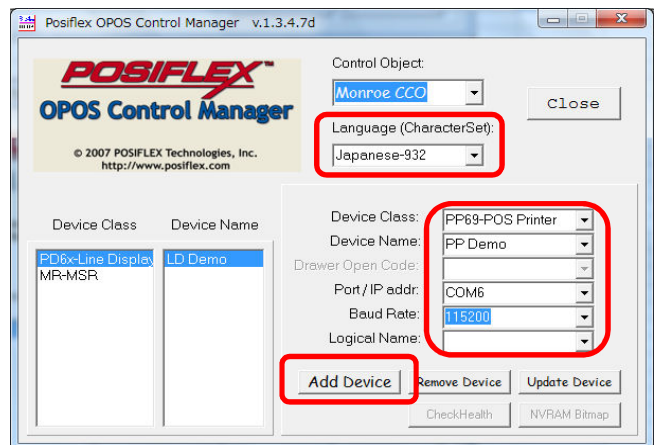 Posiflex OPOS Control Manager v.1.3.4.7d
POSIFLEX™
OPOS Control Manager
© 2007 POSIFLEX Technologies, Inc.
http://www.posiflex.com
Control Object:
Monroe CCO
Close
Language (CharacterSet):
Japanese-932
Device Class Device Name
PD6x-Line Display LD Demo
MR-MSR
Device Class: PP69-POS Printer
Device Name: PP Demo
Drawer Open Code:
Port / IP addr: COM6
Baud Rate: 115200
Logical Name:
Add Device Remove Device Update Device
CheckHealth NVRAM Bitmap